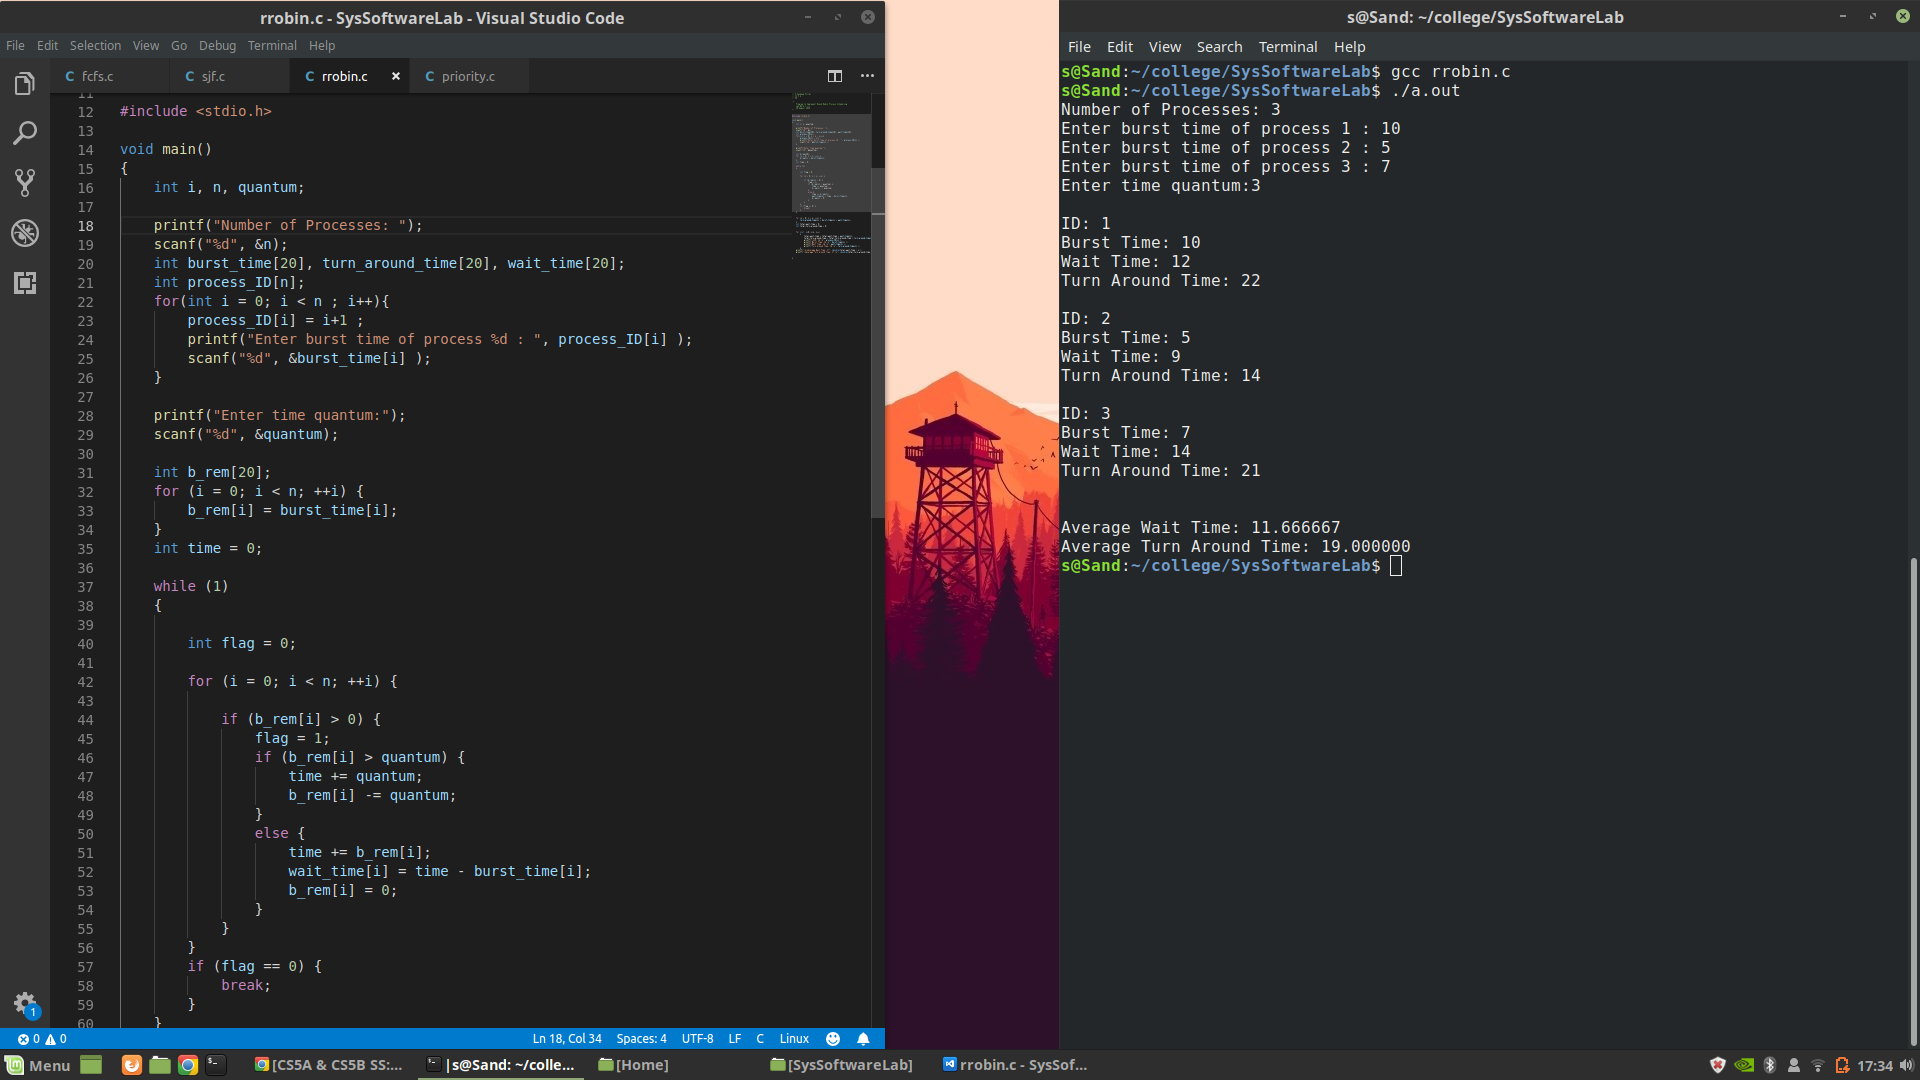 rrobin.c - SysSoftwareLab - Visual Studio Code
File Edit Selection View Go Debug Terminal Help
C fcfs.c C sjf.c C rrobin.c × C priority.c
11
12 #include <stdio.h>
13
14 void main()
15 {
16 int i, n, quantum;
17
18 printf("Number of Processes: ");
19 scanf("%d", &n);
20 int burst_time[20], turn_around_time[20], wait_time[20];
21 int process_ID[n];
22 for(int i = 0; i < n ; i++){
23 process_ID[i] = i+1 ;
24 printf("Enter burst time of process %d : ", process_ID[i] );
25 scanf("%d", &burst_time[i] );
26 }
27
28 printf("Enter time quantum:");
29 scanf("%d", &quantum);
30
31 int b_rem[20];
32 for (i = 0; i < n; ++i) {
33 b_rem[i] = burst_time[i];
34 }
35 int time = 0;
36
37 while (1)
38 {
39
40 int flag = 0;
41
42 for (i = 0; i < n; ++i) {
43
44 if (b_rem[i] > 0) {
45 flag = 1;
46 if (b_rem[i] > quantum) {
47 time += quantum;
48 b_rem[i] -= quantum;
49 }
50 else {
51 time += b_rem[i];
52 wait_time[i] = time - burst_time[i];
53 b_rem[i] = 0;
54 }
55 }
56 }
57 if (flag == 0) {
58 break;
59 }
60 }
1
0 0 Ln 18, Col 34 Spaces: 4 UTF-8 LF C Linux
s@Sand: ~/college/SysSoftwareLab
File Edit View Search Terminal Help
s@Sand:~/college/SysSoftwareLab$ gcc rrobin.c
s@Sand:~/college/SysSoftwareLab$ ./a.out
Number of Processes: 3
Enter burst time of process 1 : 10
Enter burst time of process 2 : 5
Enter burst time of process 3 : 7
Enter time quantum:3
ID: 1
Burst Time: 10
Wait Time: 12
Turn Around Time: 22
ID: 2
Burst Time: 5
Wait Time: 9
Turn Around Time: 14
ID: 3
Burst Time: 7
Wait Time: 14
Turn Around Time: 21
Average Wait Time: 11.666667
Average Turn Around Time: 19.000000
s@Sand:~/college/SysSoftwareLab$
Menu [CS5A & CS5B SS:... |s@Sand: ~/colle... [Home] [SysSoftwareLab] rrobin.c - SysSof... 17:34